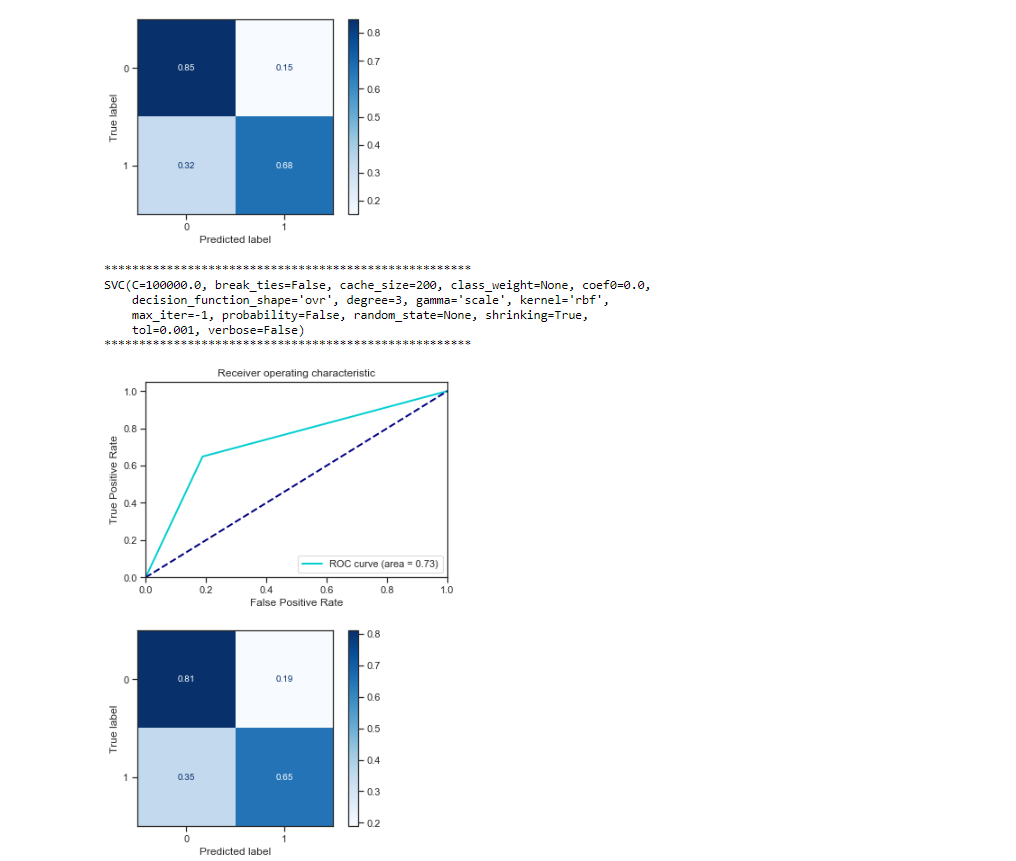 0.8
0.85 0.15
0.7
0
0.6
0.5
True label
0.4
0.32 0.68
1
0.3
0.2
0 1
Predicted label
****************************************************
SVC(C=100000.0, break_ties=False, cache_size=200, class_weight=None, coef0=0.0,
decision_function_shape='ovr', degree=3, gamma='scale', kernel='rbf',
max_iter=-1, probability=False, random_state=None, shrinking=True,
tol=0.001, verbose=False)
****************************************************
Receiver operating characteristic
1.0
0.8
0.6
True Positive Rate
0.4
0.2
ROC curve (area = 0.73)
0.0
0.0 0.2 0.4 0.6 0.8 1.0
False Positive Rate
0.8
0.81 0.19
0.7
0
0.6
0.5
True label
0.4
0.35 0.65
1
0.3
0.2
0 1
Predicted label